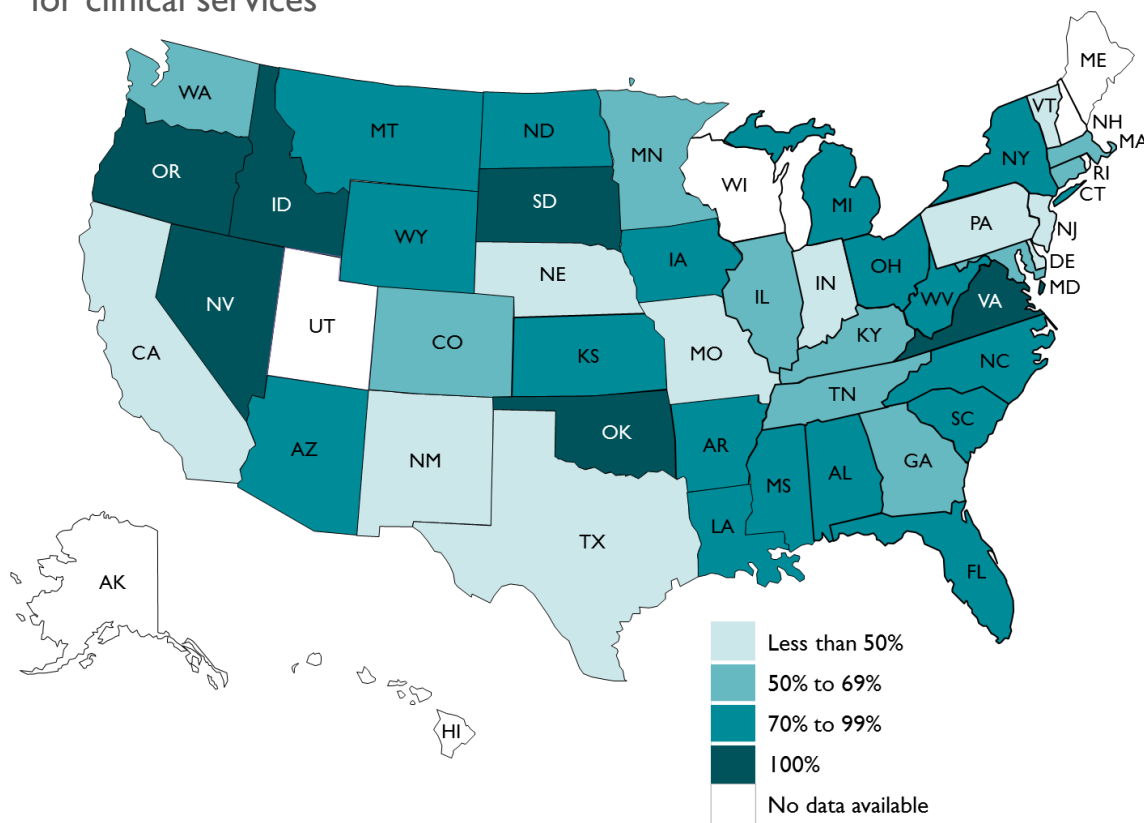 for clinical services
ME
WA
VT
MT
ND
NH
MA
MN
NY
OR
WI
RI
ID
SD
MI
CT
WY
PA
NJ
IA
NE
OH
DE
IN
IL
MD
NV
WV
VA
UT
CO
KY
CA
KS
MO
NC
TN
OK
SC
AZ
AR
NM
GA
MS
AL
LA
TX
FL
AK
HI
Less than 50%
50% to 69%
70% to 99%
100%
No data available